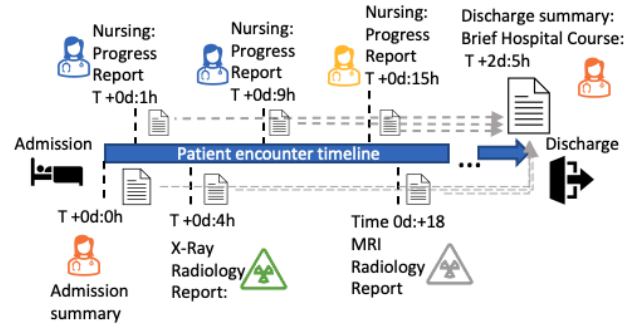 Nursing:
Progress
Report
T +0d:1h
Nursing:
Progress
Report
T +0d:9h
Nursing:
Progress
Report
T +0d:15h
Discharge summary:
Brief Hospital Course:
T +2d:5h
Admission
Patient encounter timeline
...
Discharge
T +0d:0h
Admission
summary
T +0d:4h
X-Ray
Radiology
Report:
Time 0d:+18
MRI
Radiology
Report